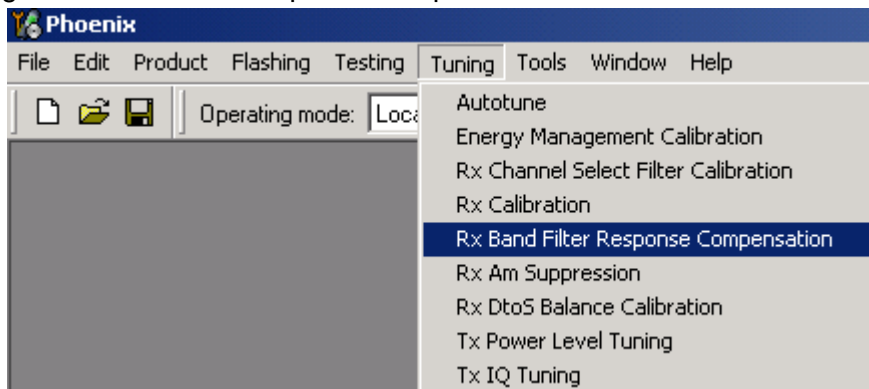 Phoenix
File Edit Product Flashing Testing Tuning Tools Window Help
Operating mode: Loca
Autotune
Energy Management Calibration
Rx Channel Select Filter Calibration
Rx Calibration
Rx Band Filter Response Compensation
Rx Am Suppression
Rx DtoS Balance Calibration
Tx Power Level Tuning
Tx IQ Tuning